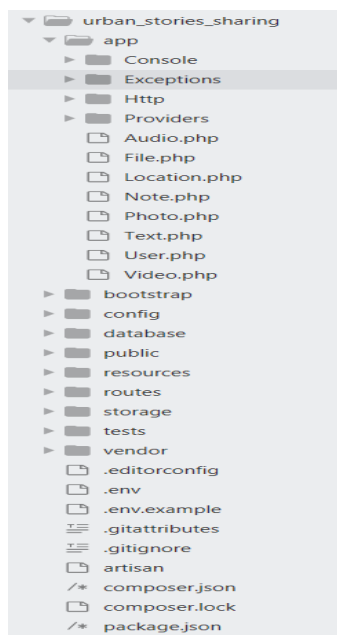 urban_stories_sharing
app
Console
Exceptions
Http
Providers
Audio.php
File.php
Location.php
Note.php
Photo.php
Text.php
User.php
Video.php
bootstrap
config
database
public
resources
routes
storage
tests
vendor
.editorconfig
.env
.env.example
.gitattributes
.gitignore
artisan
/* composer.json
composer.lock
/* package.json